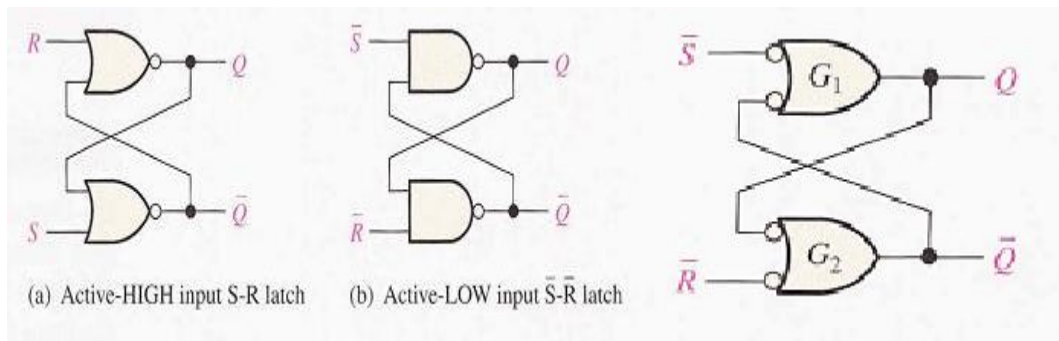 R
Q
S
Q̄
(a) Active-HIGH input S-R latch
S̄
Q
R̄
Q̄
(b) Active-LOW input S̄-R̄ latch
S̄
G₁
Q
G₂
R̄
Q̄